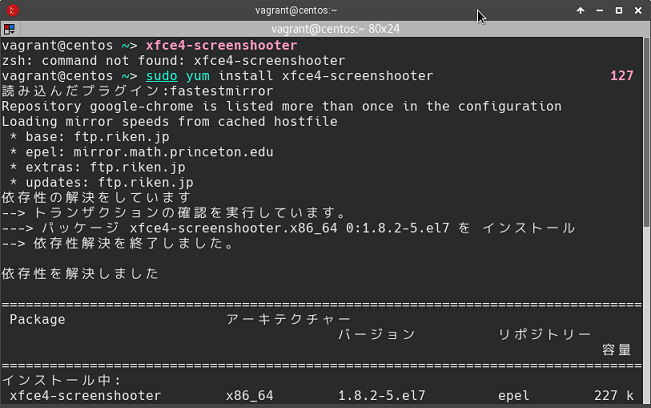 vagrant@centos:~
vagrant@centos:~ 80x24
vagrant@centos ~> xfce4-screenshooter
zsh: command not found: xfce4-screenshooter
vagrant@centos ~> sudo yum install xfce4-screenshooter 127
読み込んだプラグイン:fastestmirror
Repository google-chrome is listed more than once in the configuration
Loading mirror speeds from cached hostfile
 * base: ftp.riken.jp
 * epel: mirror.math.princeton.edu
 * extras: ftp.riken.jp
 * updates: ftp.riken.jp
依存性の解決をしています
--> トランザクションの確認を実行しています。
---> パッケージ xfce4-screenshooter.x86_64 0:1.8.2-5.el7 を インストール
--> 依存性解決を終了しました。
依存性を解決しました
================================================================================
 Package アーキテクチャー
バージョン リポジトリー
容量
================================================================================
インストール中:
 xfce4-screenshooter x86_64 1.8.2-5.el7 epel 227 k